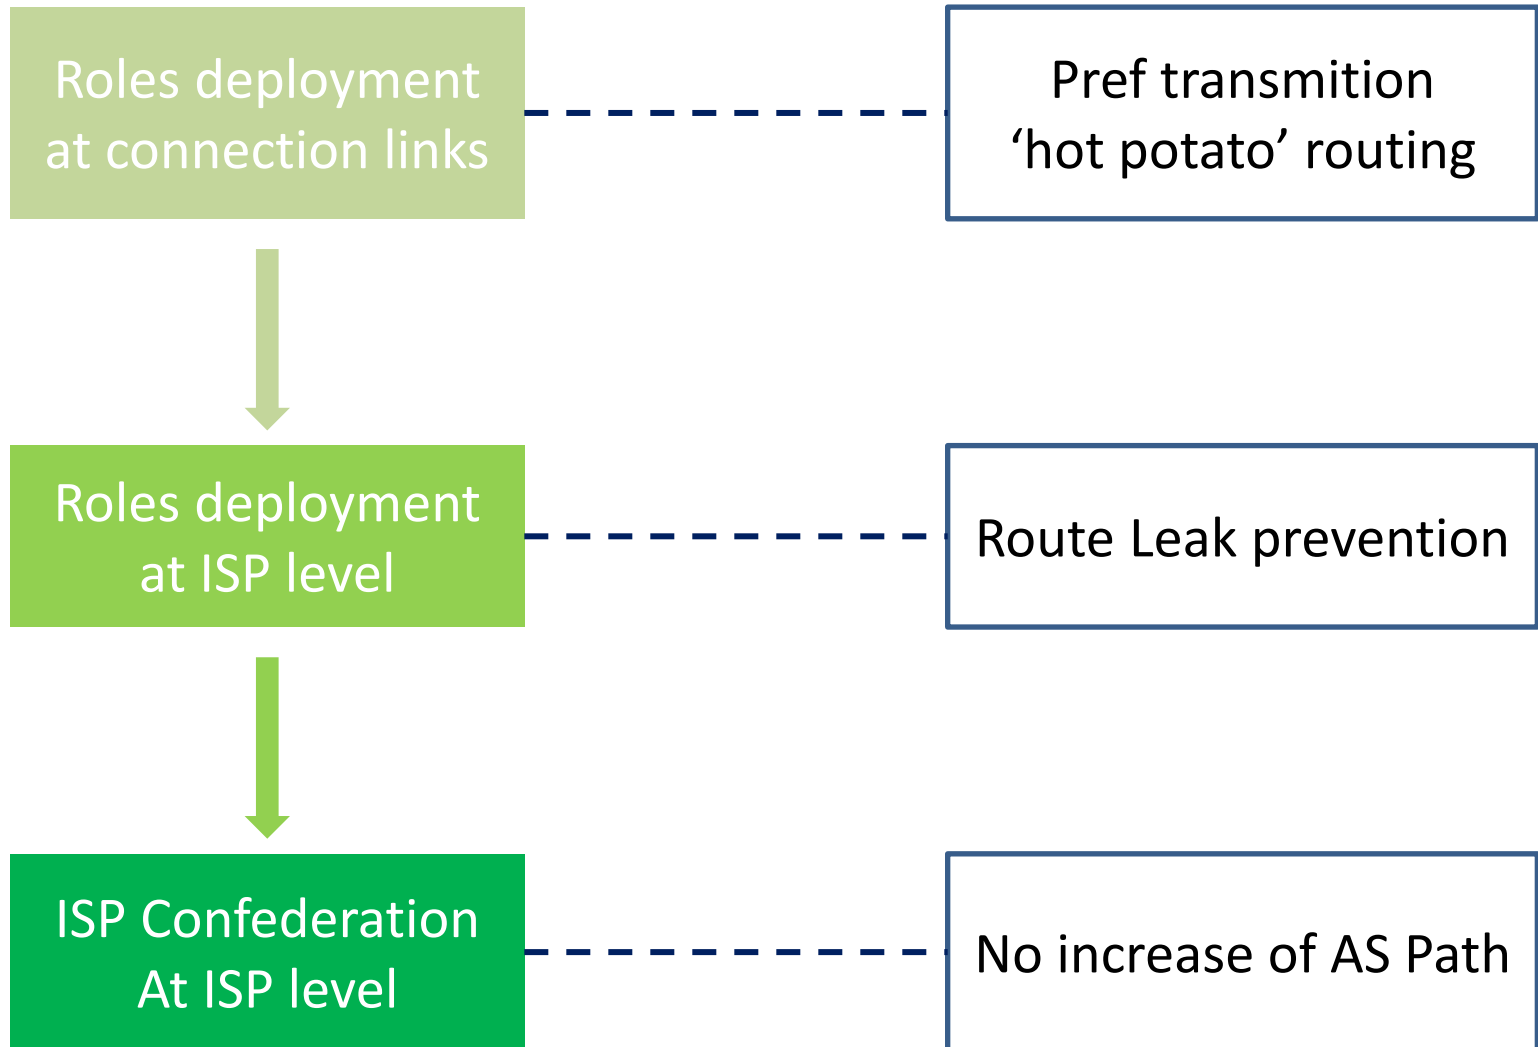 Roles deployment
at connection links
Pref transmition
‘hot potato’ routing
Roles deployment
at ISP level
Route Leak prevention
ISP Confederation
At ISP level
No increase of AS Path